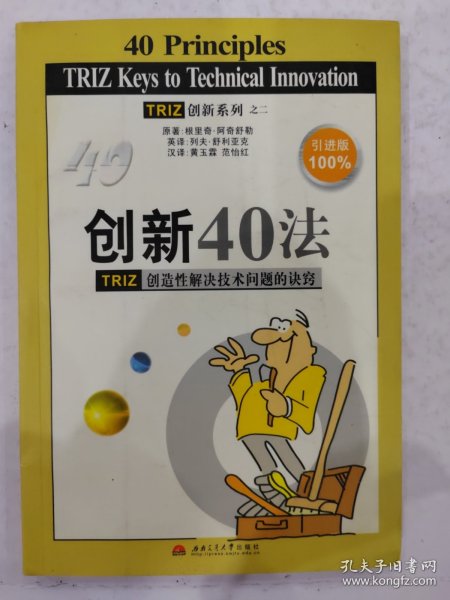 40 Principles
TRIZ Keys to Technical Innovation
TRIZ 创新系列 之二
原著:根里奇·阿奇舒勒
英译:列夫·舒利亚克
汉译:黄玉霖 范怡红
引进版
100%
40
创新40法
TRIZ 创造性解决技术问题的诀窍
西南交通大学出版社
孔夫子旧书网
www.kongfz.com